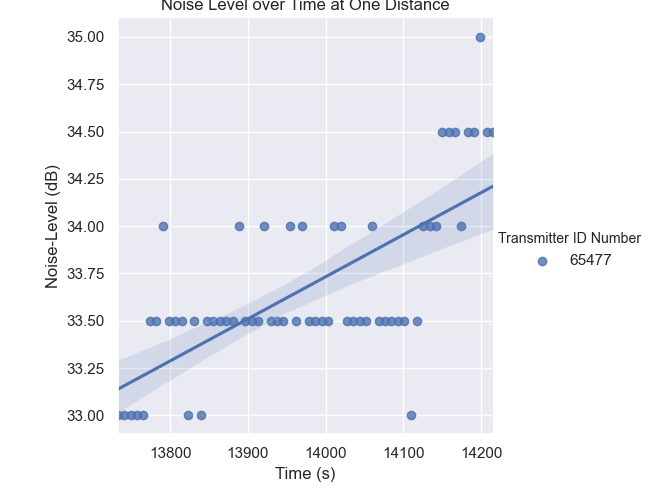 Noise Level over Time at One Distance
35.00
34.75
34.50
34.25
34.00
33.75
33.50
33.25
33.00
Noise-Level (dB)
13800 13900 14000 14100 14200
Time (s)
Transmitter ID Number
65477